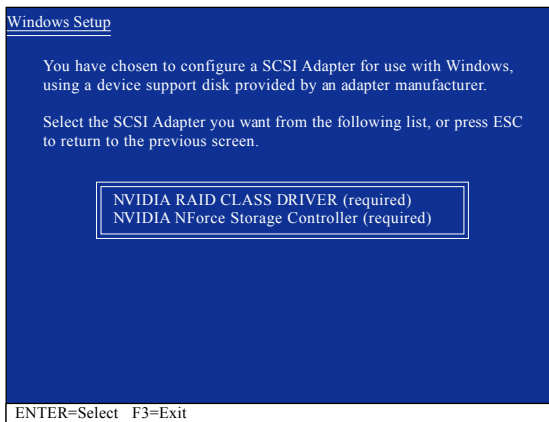 Windows Setup
You have chosen to configure a SCSI Adapter for use with Windows,
using a device support disk provided by an adapter manufacturer.
Select the SCSI Adapter you want from the following list, or press ESC
to return to the previous screen.
NVIDIA RAID CLASS DRIVER (required)
NVIDIA NForce Storage Controller (required)
ENTER=Select F3=Exit